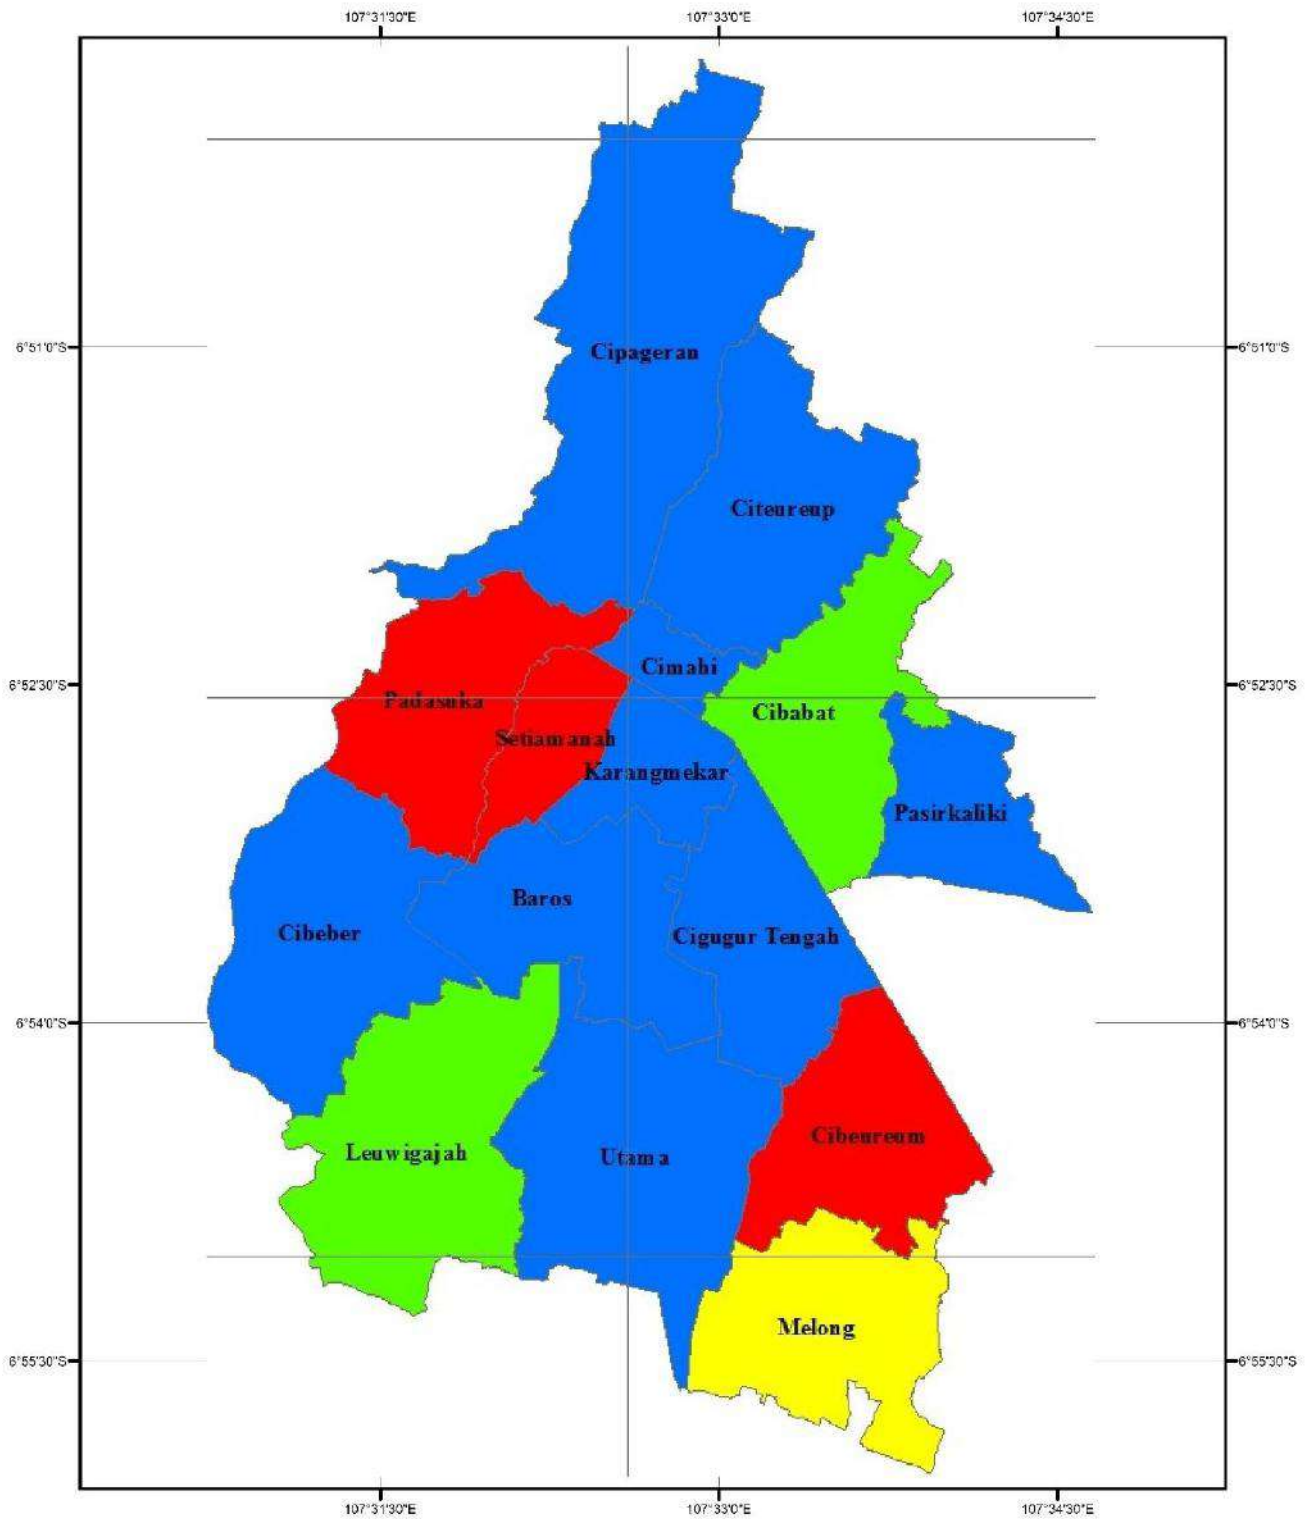 107°31'30"E
107°33'0"E
107°34'30"E
6°51'0"S
6°51'0"S
Cipageran
Citeureup
Cimahi
6°52'30"S
6°52'30"S
Padasuka
Cibabat
Setiamanah
Karangmekar
Pasirkaliki
Baros
Cibeber
Cigugur Tengah
6°54'0"S
6°54'0"S
Cibeureum
Leuwigajah
Utama
Melong
6°55'30"S
6°55'30"S
107°31'30"E
107°33'0"E
107°34'30"E